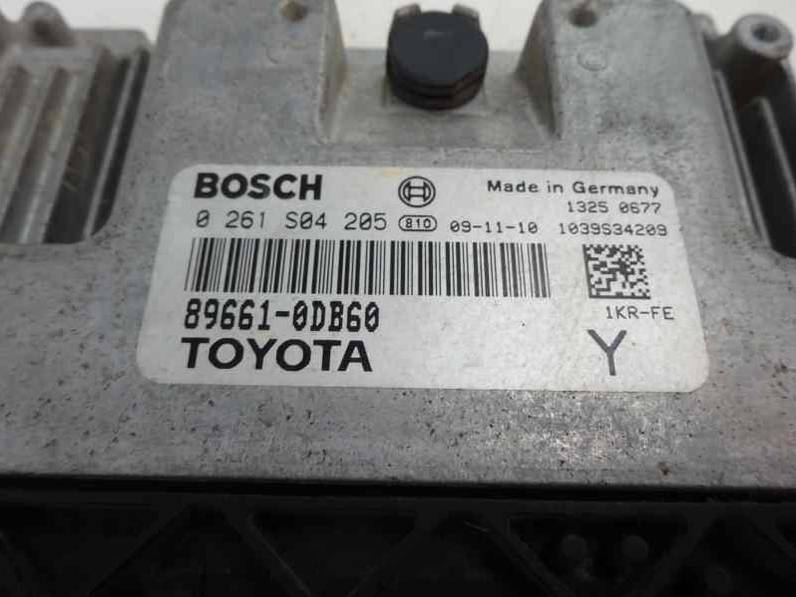 BOSCH Made in Germany
1325 0677
0 261 S04 205 810 09-11-10 1039S34209
89661-0DB60
1KR-FE
TOYOTA Y